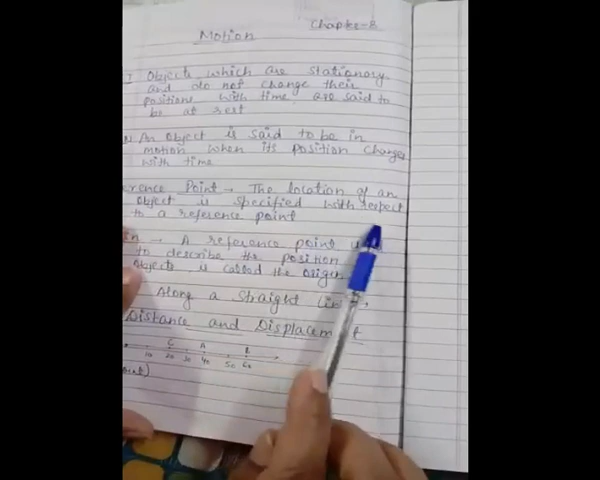 Chapter-8
Motion
Objects which are stationary
and do not change their
positions with time are said to
be at rest
An Object is said to be in
motion when its position changes
with time
Point → The location of an
object is specified with respect
to a reference point
→ A reference point
to describe the position
objects is called the origin
Along a straight
Distance and Displacement
C A B
10 20 30 40 50 60